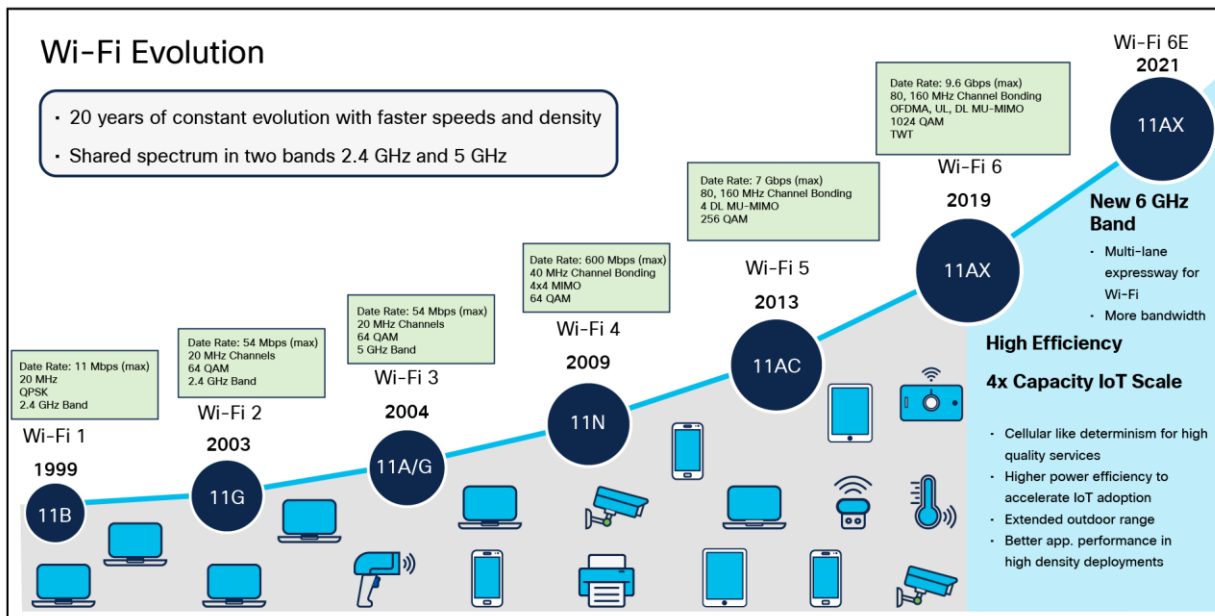 Wi-Fi Evolution
· 20 years of constant evolution with faster speeds and density
· Shared spectrum in two bands 2.4 GHz and 5 GHz
Date Rate: 11 Mbps (max)
20 MHz
QPSK
2.4 GHz Band
Wi-Fi 1
1999
11B
Date Rate: 54 Mbps (max)
20 MHz Channels
64 QAM
2.4 GHz Band
Wi-Fi 2
2003
11G
Date Rate: 54 Mbps (max)
20 MHz Channels
64 QAM
5 GHz Band
Wi-Fi 3
2004
11A/G
Date Rate: 600 Mbps (max)
40 MHz Channel Bonding
4x4 MIMO
64 QAM
Wi-Fi 4
2009
11N
Date Rate: 7 Gbps (max)
80, 160 MHz Channel Bonding
4 DL MU-MIMO
256 QAM
Wi-Fi 5
2013
11AC
Date Rate: 9.6 Gbps (max)
80, 160 MHz Channel Bonding
OFDMA, UL, DL MU-MIMO
1024 QAM
TWT
Wi-Fi 6
2019
11AX
Wi-Fi 6E
2021
11AX
New 6 GHz
Band
· Multi-lane
expressway for
Wi-Fi
· More bandwidth
High Efficiency
4x Capacity IoT Scale
· Cellular like determinism for high
quality services
· Higher power efficiency to
accelerate IoT adoption
· Extended outdoor range
· Better app. performance in
high density deployments